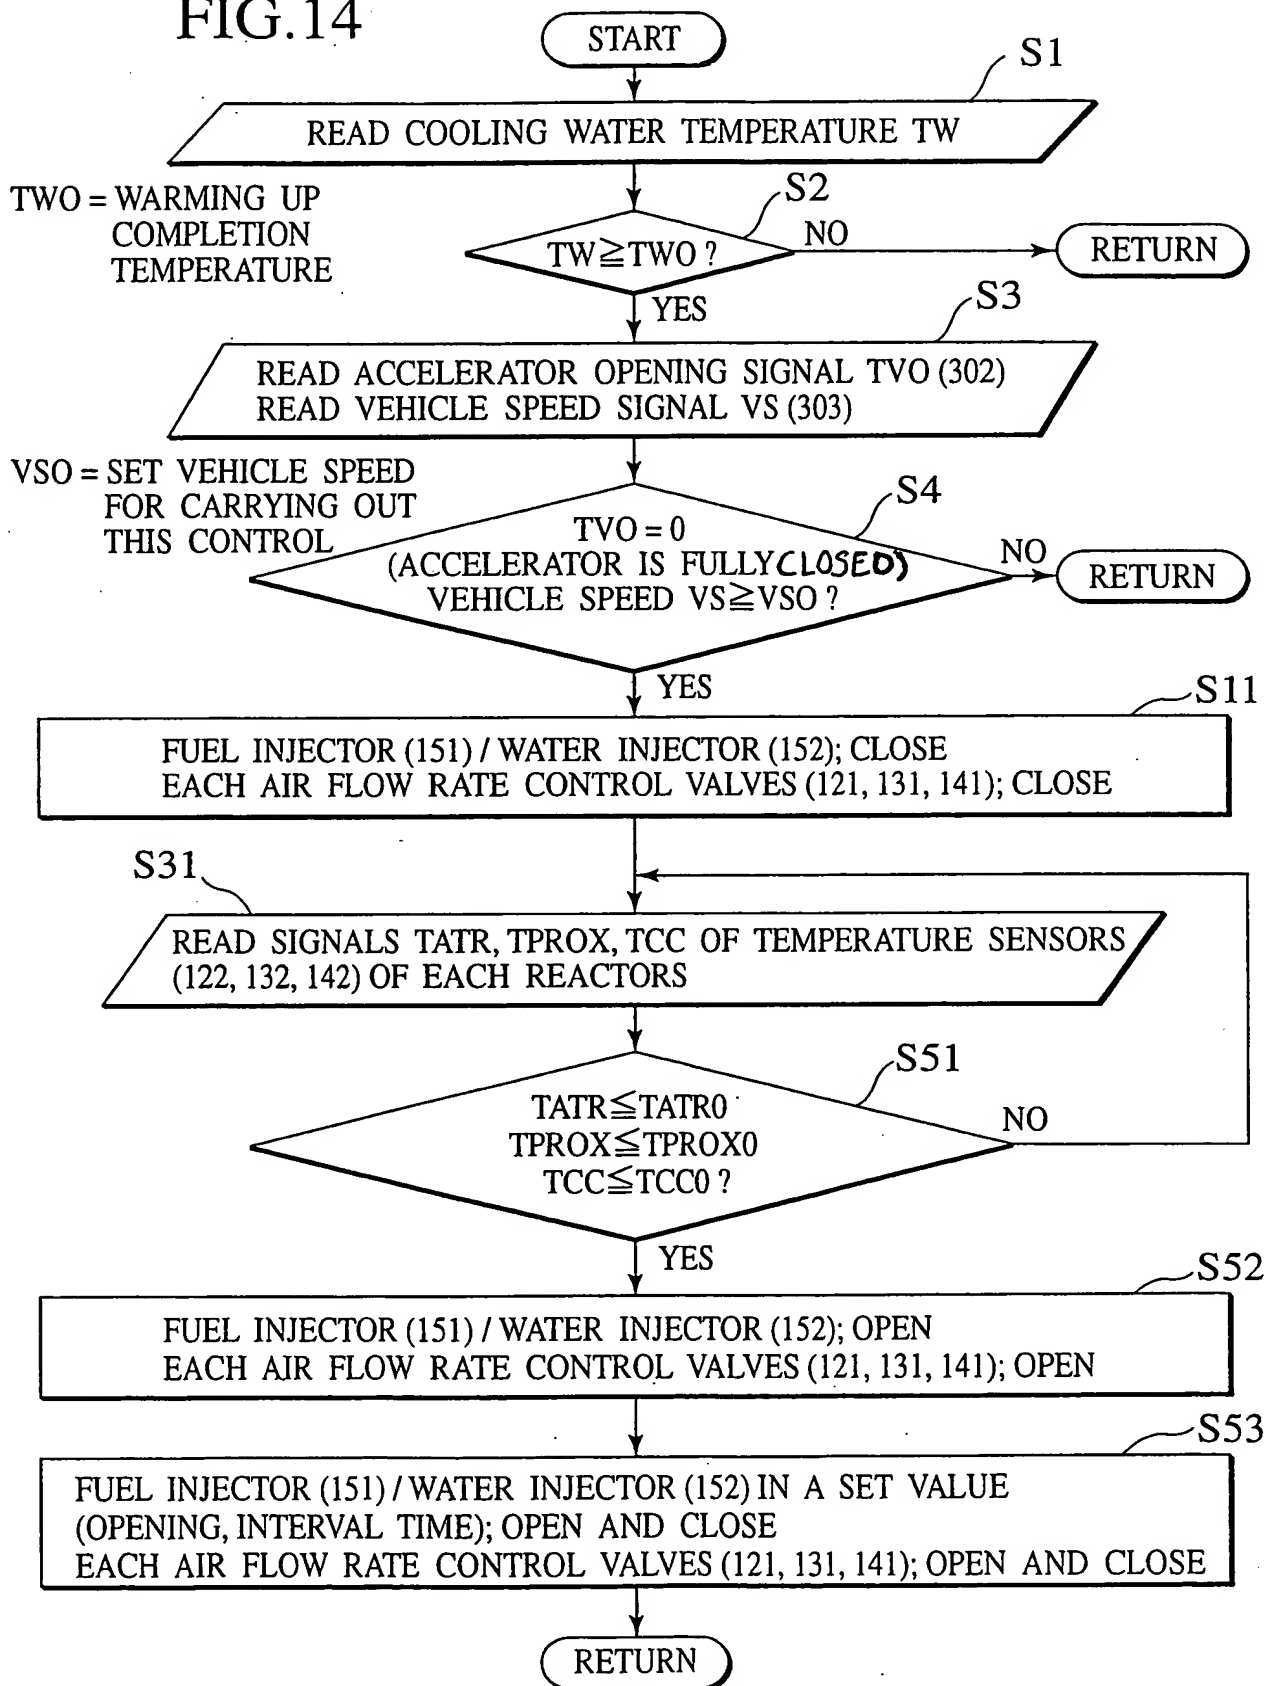 FIG.14
START
S1
READ COOLING WATER TEMPERATURE TW
TWO = WARMING UP
COMPLETION
TEMPERATURE
S2
TW≧TWO ?
NO
RETURN
YES
S3
READ ACCELERATOR OPENING SIGNAL TVO (302)
READ VEHICLE SPEED SIGNAL VS (303)
VSO = SET VEHICLE SPEED
FOR CARRYING OUT
THIS CONTROL
S4
TVO = 0
(ACCELERATOR IS FULLY CLOSED)
VEHICLE SPEED VS≧VSO ?
NO
RETURN
YES
S11
FUEL INJECTOR (151) / WATER INJECTOR (152); CLOSE
EACH AIR FLOW RATE CONTROL VALVES (121, 131, 141); CLOSE
S31
READ SIGNALS TATR, TPROX, TCC OF TEMPERATURE SENSORS
(122, 132, 142) OF EACH REACTORS
S51
TATR≦TATR0
TPROX≦TPROX0
TCC≦TCC0 ?
NO
YES
S52
FUEL INJECTOR (151) / WATER INJECTOR (152); OPEN
EACH AIR FLOW RATE CONTROL VALVES (121, 131, 141); OPEN
S53
FUEL INJECTOR (151) / WATER INJECTOR (152) IN A SET VALUE
(OPENING, INTERVAL TIME); OPEN AND CLOSE
EACH AIR FLOW RATE CONTROL VALVES (121, 131, 141); OPEN AND CLOSE
RETURN